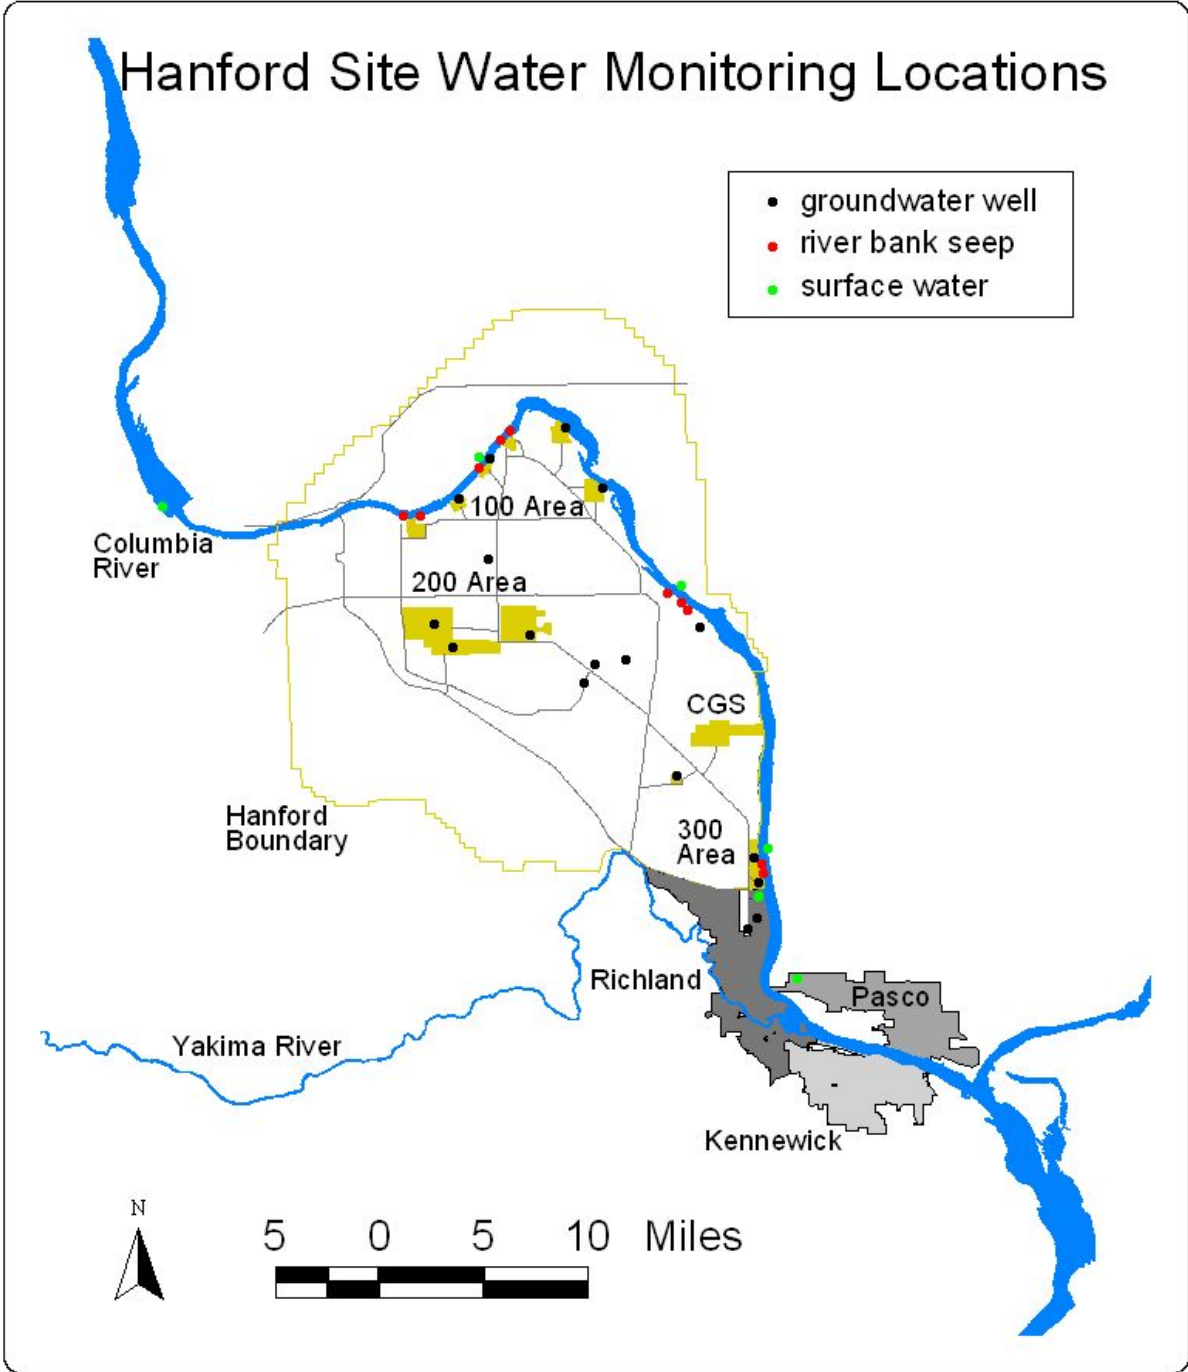 Hanford Site Water Monitoring Locations
groundwater well
river bank seep
surface water
100 Area
Columbia
River
200 Area
CGS
Hanford
Boundary
300
Area
Richland
Pasco
Yakima River
Kennewick
N
5 0 5 10 Miles